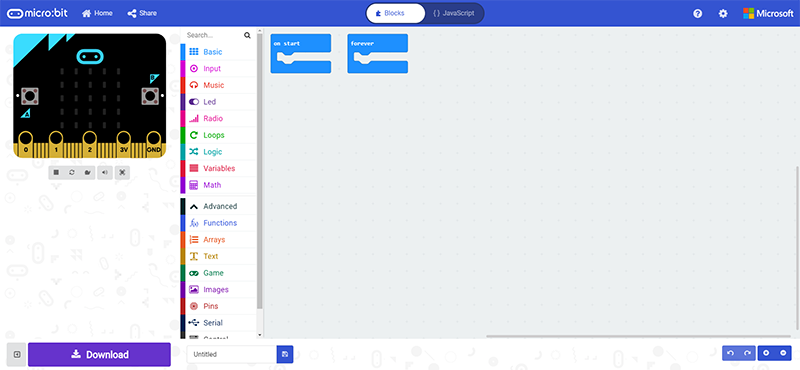 micro:bit Home Share Blocks {} JavaScript Microsoft
Search...
Basic
Input
Music
Led
Radio
Loops
Logic
Variables
Math
Advanced
Functions
Arrays
Text
Game
Images
Pins
Serial
on start
forever
B
A
0 1 2 3V GND
Download
Untitled